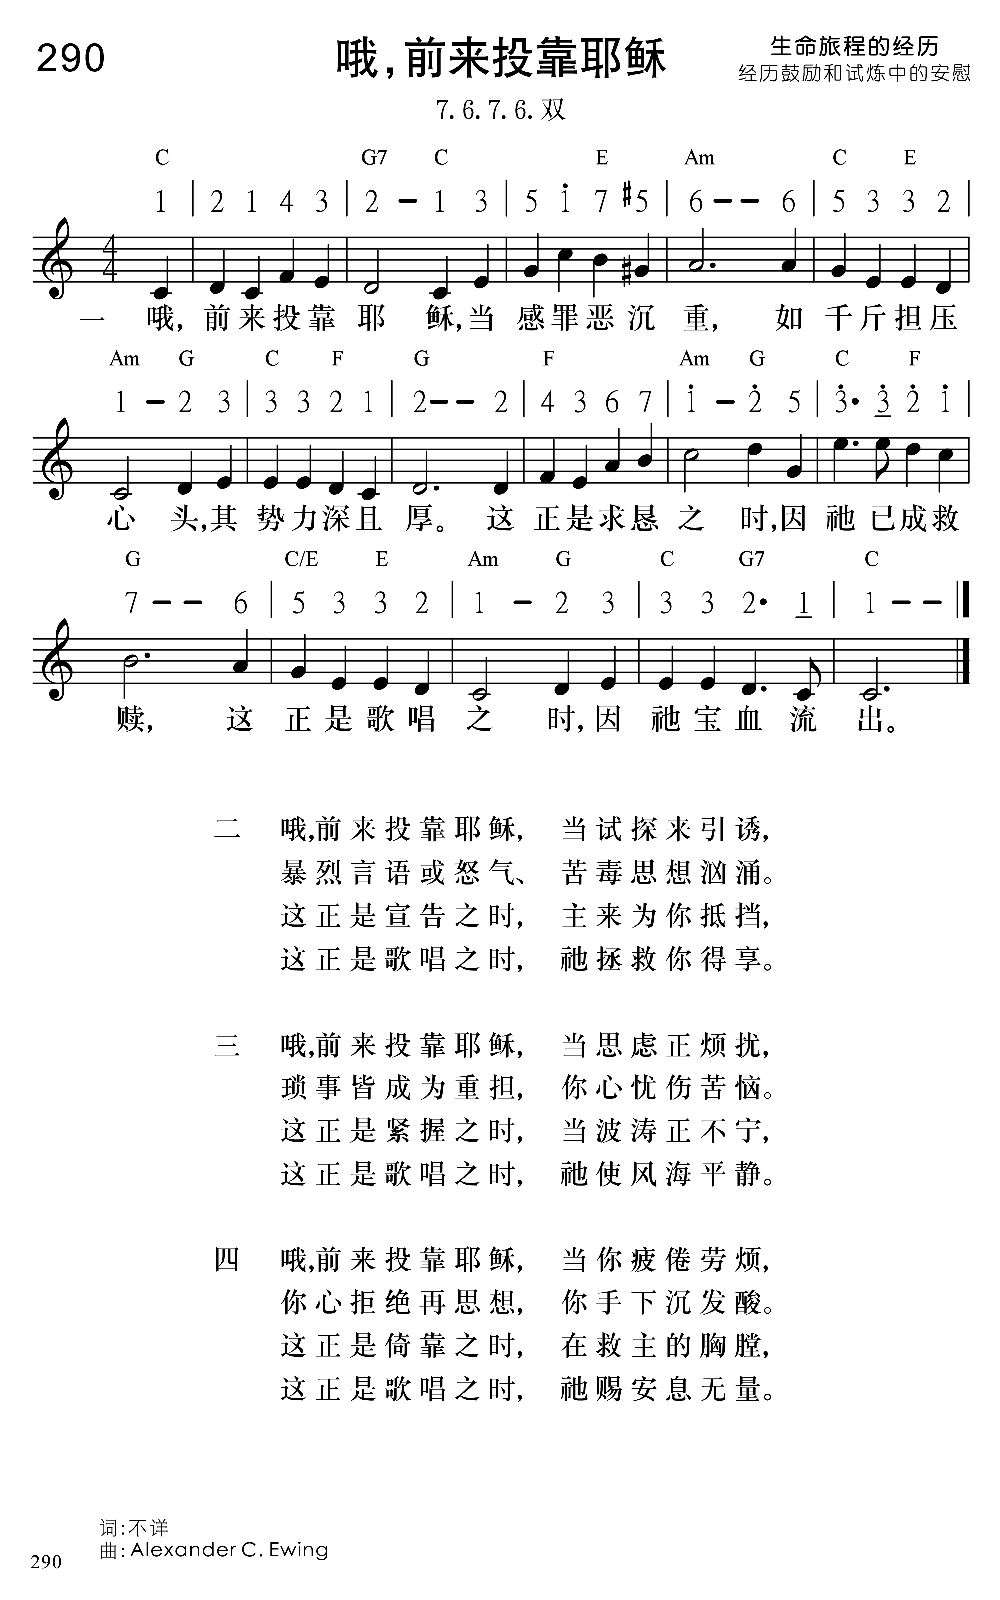 290
哦,前来投靠耶稣
生命旅程的经历
经历鼓励和试炼中的安慰
7. 6. 7. 6. 双
C G7 C E Am C E
1 | 2 1 4 3 | 2 - 1 3 | 5 i 7 #5 | 6 - - 6 | 5 3 3 2 |
4
4
一 哦, 前来投靠 耶 稣,当 感罪恶沉 重, 如 千斤担压
Am G C F G F Am G C F
1 - 2 3 | 3 3 2 1 | 2 - - 2 | 4 3 6 7 | i - 2̇ 5 | 3̇· 3̇ 2̇ i |
心 头,其 势力深且 厚。 这 正是求恳 之 时,因 祂已成救
G C/E E Am G C G7 C
7 - - 6 | 5 3 3 2 | 1 - 2 3 | 3 3 2· 1 | 1 - - ‖
赎, 这 正是歌唱 之 时,因 祂宝血流 出。
二 哦,前来投靠耶稣, 当试探来引诱,
暴烈言语或怒气、 苦毒思想汹涌。
这正是宣告之时, 主来为你抵挡,
这正是歌唱之时, 祂拯救你得享。
三 哦,前来投靠耶稣, 当思虑正烦扰,
琐事皆成为重担, 你心忧伤苦恼。
这正是紧握之时, 当波涛正不宁,
这正是歌唱之时, 祂使风海平静。
四 哦,前来投靠耶稣, 当你疲倦劳烦,
你心拒绝再思想, 你手下沉发酸。
这正是倚靠之时, 在救主的胸膛,
这正是歌唱之时, 祂赐安息无量。
词:不详
曲: Alexander C. Ewing
290